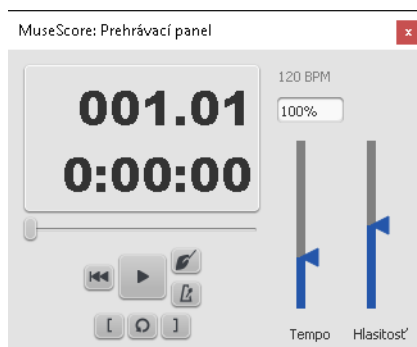 MuseScore: Prehrávací panel
x
001.01
0:00:00
120 BPM
100%
[ ]
Tempo
Hlasitosť